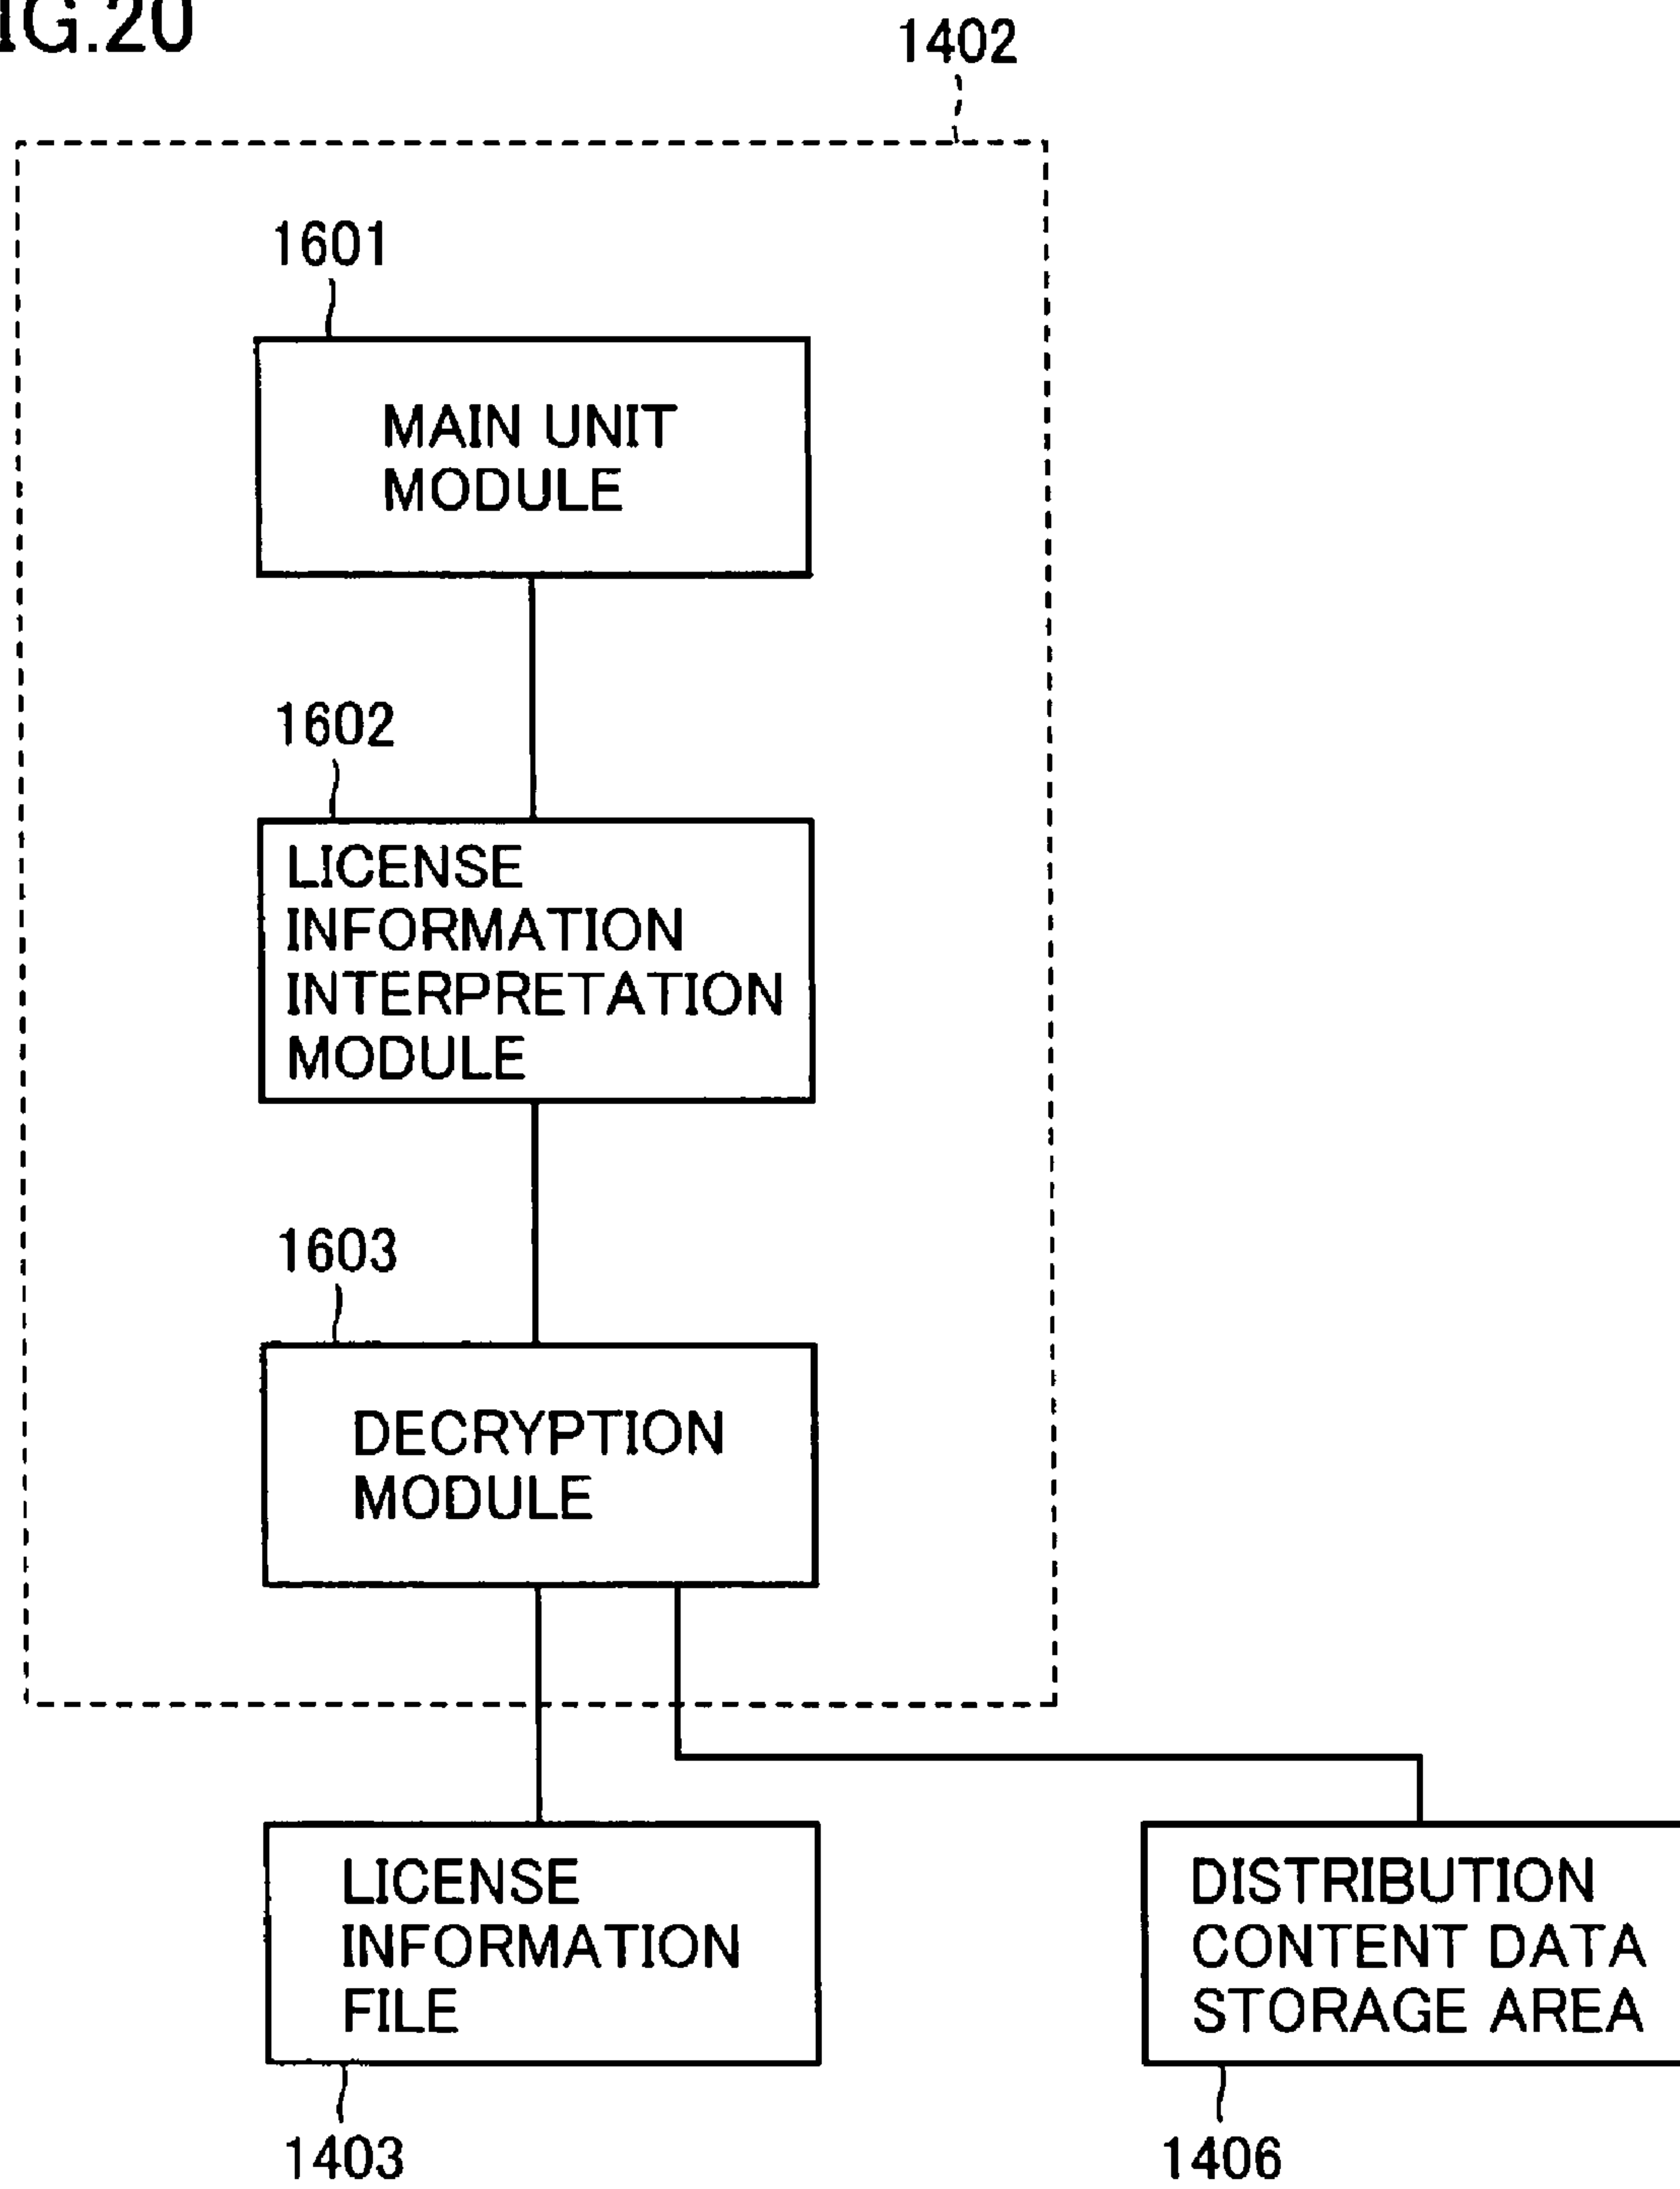 IG.20
1402
1601
MAIN UNIT
MODULE
1602
LICENSE
INFORMATION
INTERPRETATION
MODULE
1603
DECRYPTION
MODULE
LICENSE
INFORMATION
FILE
DISTRIBUTION
CONTENT DATA
STORAGE AREA
1403
1406